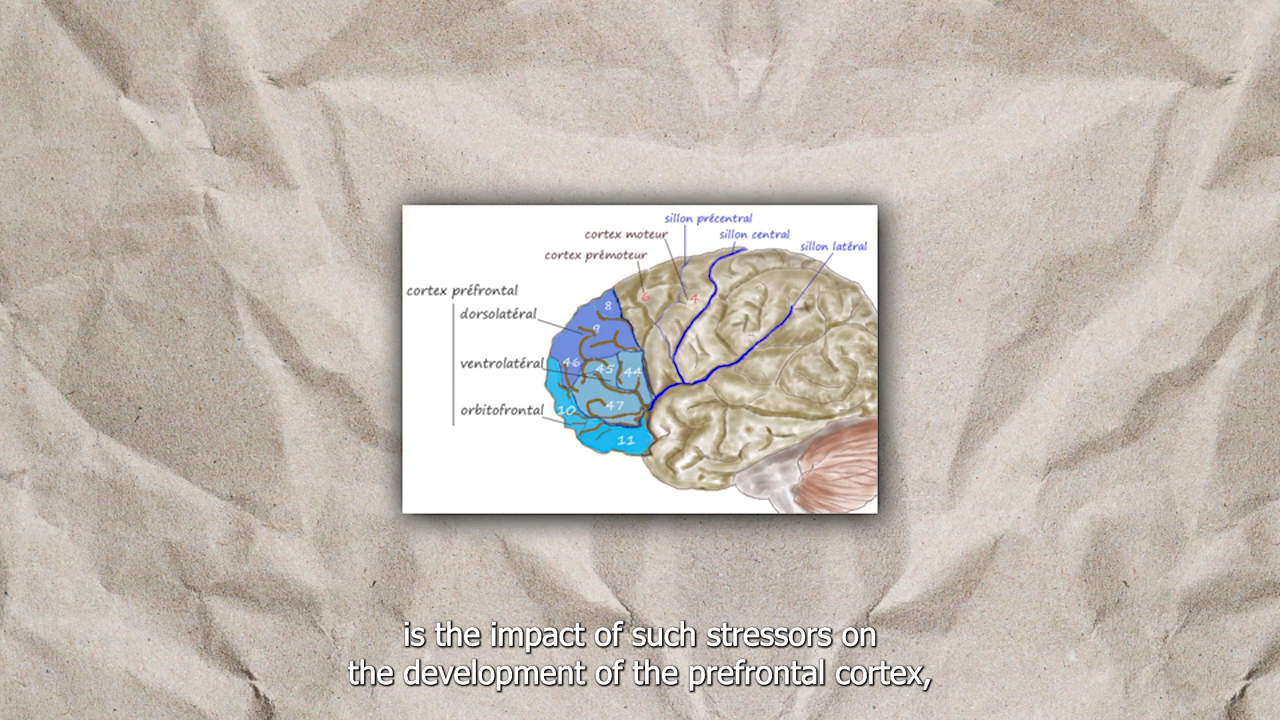 sillon précentral
cortex moteur
sillon central
sillon latéral
cortex prémoteur
cortex préfrontal
dorsolatéral
ventrolatéral
orbitofrontal
6
4
8
9
46
45
44
10
47
11
is the impact of such stressors on
the development of the prefrontal cortex,